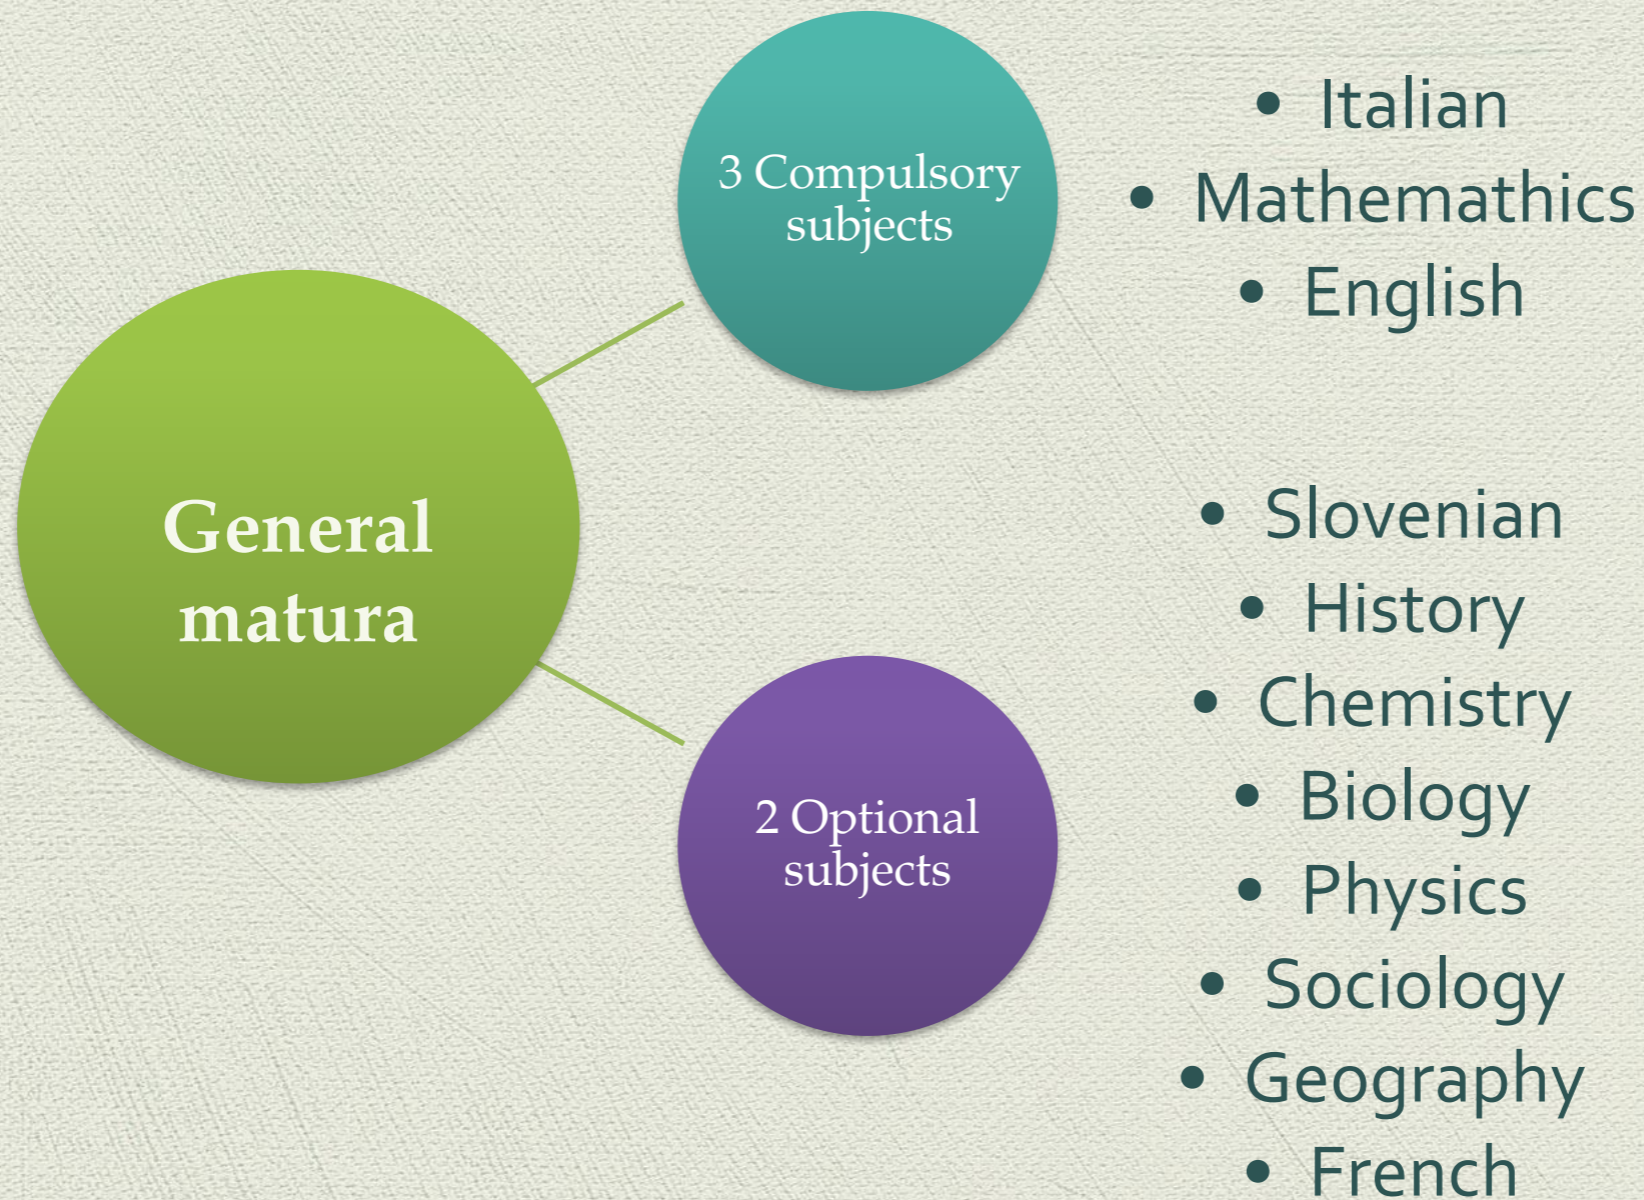 General
matura
3 Compulsory
subjects
• Italian
• Mathemathics
• English
2 Optional
subjects
• Slovenian
• History
• Chemistry
• Biology
• Physics
• Sociology
• Geography
• French